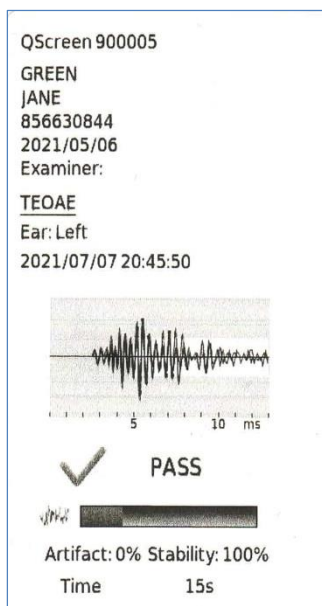 QScreen 900005
GREEN
JANE
856630844
2021/05/06
Examiner:
TEOAE
Ear: Left
2021/07/07 20:45:50
5 10 ms
PASS
Artifact: 0% Stability: 100%
Time 15s